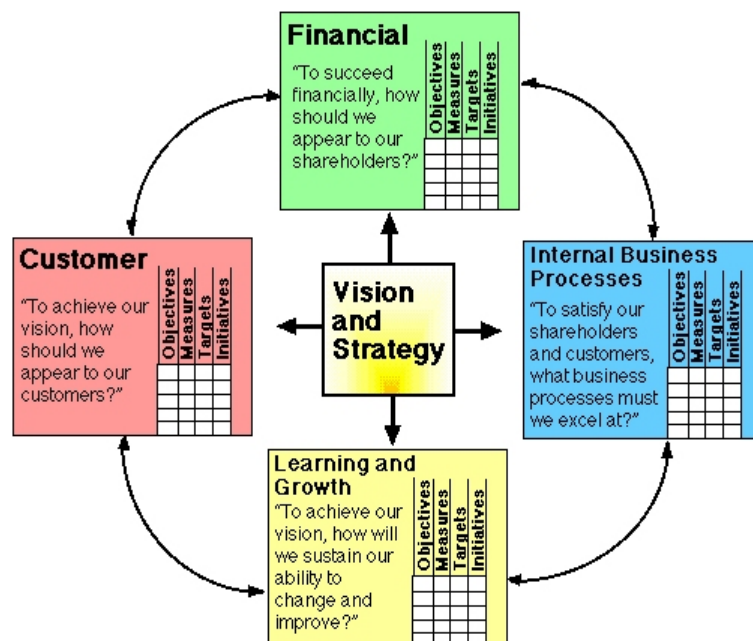 Financial
“To succeed
financially, how
should we
appear to our
shareholders?”
Objectives
Measures
Targets
Initiatives
Customer
“To achieve our
vision, how
should we
appear to our
customers?”
Objectives
Measures
Targets
Initiatives
Vision
and
Strategy
Internal Business
Processes
“To satisfy our
shareholders
and customers,
what business
processes must
we excel at?”
Objectives
Measures
Targets
Initiatives
Learning and
Growth
“To achieve our
vision, how will
we sustain our
ability to
change and
improve?”
Objectives
Measures
Targets
Initiatives